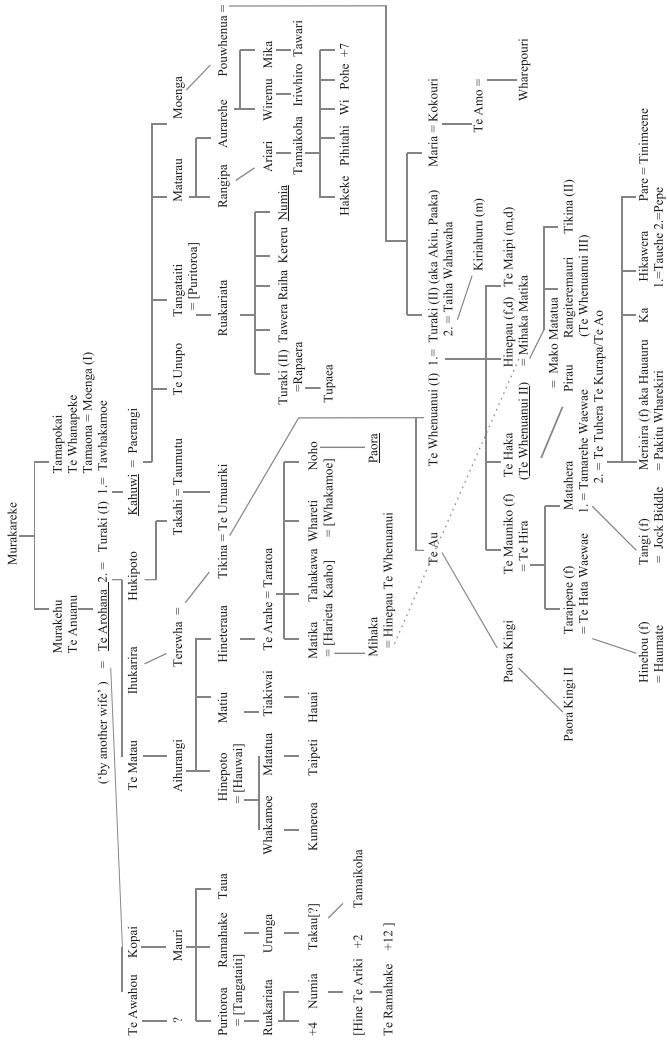 Murakareke
Murakehu
Te Anuanu
Tamapokai
Te Whanapeke
Tamaona = Moenga (I)
('by another wife' ) = Te Arohana 2. = Turaki (I) 1.= Tawhakamoe
Te Awahou Kopai Te Matau Ihukarira Hukipoto Kahuwi = Paerangi
? Mauri Aihurangi Terewha = Takahi = Taumutu Te Unupo Tangataiti Matarau Moenga
= [Puritoroa]
Puritoroa Ramahake Taua Hinepoto Matiu Hineteraua Tikina = Te Umuariki Ruakariata Rangipa Aurarehe Pouwhenua =
= [Tangataiti] = [Hauwai]
Ruakariata Urunga Whakamoe Matatua Tiakiwai Te Arahe = Taratoa Turaki (II) Tawera Raiha Kereru Numia Ariari Wiremu Mika
=Rapaera
+4 Numia Takau[?] Kumeroa Taipeti Hauai Matika Tahakawa Whareti Noho Tupaea Tamaikoha Iriwhiro Tawari
= [Harieta Kaaho] = [Whakamoe]
[Hine Te Ariki +2 Tamaikoha Mihaka Paora Hakeke Pihitahi Wi Pohe +7
= Hinepau Te Whenuanui
Te Ramahake +12 ]
Te Au Te Whenuanui (I) 1.= Turaki (II) (aka Akiu, Paaka) Maria = Kokouri
2. = Taiha Wahawaha
Kiriahuru (m) Te Amo =
Paora Kingi Te Mauniko (f) Te Haka Hinepau (f,d) Te Maipi (m,d) Wharepouri
= Te Hira (Te Whenuanui II) = Mihaka Matika
= Mako Matatua
Paora Kingi II Taraipene (f) Matahera Pirau Rangiteremauri Tikina (II)
= Te Hata Waewae 1. = Tamarehe Waewae (Te Whenuanui III)
2. = Te Tuhera Te Kurapa/Te Ao
Hinehou (f) Tangi (f) Meriaira (f) aka Hauauru Ka Hikawera Pare = Tinimeene
= Haumate = Jock Biddle = Pakitu Wharekiri 1.=Tauehe 2.=Pepe